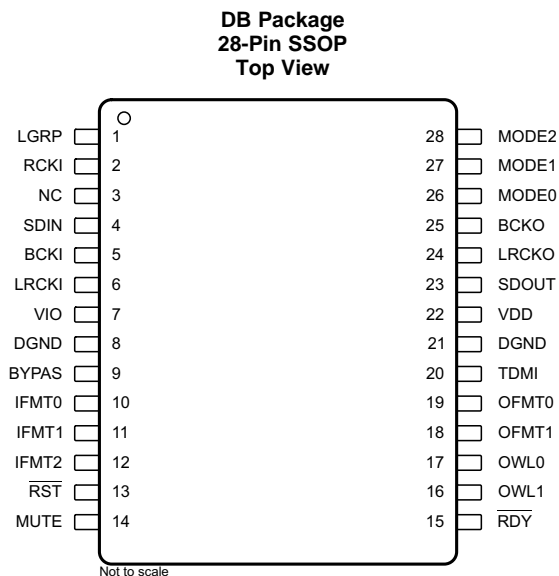 DB Package
28-Pin SSOP
Top View
LGRP 1 28 MODE2
RCKI 2 27 MODE1
NC 3 26 MODE0
SDIN 4 25 BCKO
BCKI 5 24 LRCKO
LRCKI 6 23 SDOUT
VIO 7 22 VDD
DGND 8 21 DGND
BYPAS 9 20 TDMI
IFMT0 10 19 OFMT0
IFMT1 11 18 OFMT1
IFMT2 12 17 OWL0
RST 13 16 OWL1
MUTE 14 15 RDY
Not to scale